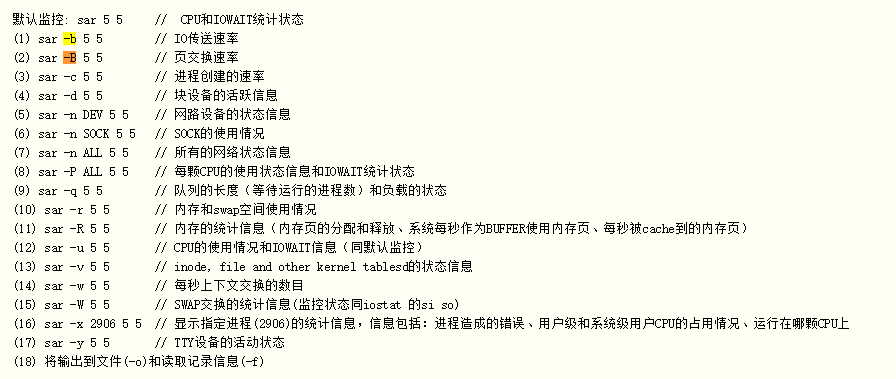 默认监控: sar 5 5 // CPU和IOWAIT统计状态
(1) sar -b 5 5 // IO传送速率
(2) sar -B 5 5 // 页交换速率
(3) sar -c 5 5 // 进程创建的速率
(4) sar -d 5 5 // 块设备的活跃信息
(5) sar -n DEV 5 5 // 网路设备的状态信息
(6) sar -n SOCK 5 5 // SOCK的使用情况
(7) sar -n ALL 5 5 // 所有的网络状态信息
(8) sar -P ALL 5 5 // 每颗CPU的使用状态信息和IOWAIT统计状态
(9) sar -q 5 5 // 队列的长度（等待运行的进程数）和负载的状态
(10) sar -r 5 5 // 内存和swap空间使用情况
(11) sar -R 5 5 // 内存的统计信息（内存页的分配和释放、系统每秒作为BUFFER使用内存页、每秒被cache到的内存页）
(12) sar -u 5 5 // CPU的使用情况和IOWAIT信息（同默认监控）
(13) sar -v 5 5 // inode, file and other kernel tablesd的状态信息
(14) sar -w 5 5 // 每秒上下文交换的数目
(15) sar -W 5 5 // SWAP交换的统计信息(监控状态同iostat 的si so)
(16) sar -x 2906 5 5 // 显示指定进程(2906)的统计信息，信息包括：进程造成的错误、用户级和系统级用户CPU的占用情况、运行在哪颗CPU上
(17) sar -y 5 5 // TTY设备的活动状态
(18) 将输出到文件(-o)和读取记录信息(-f)